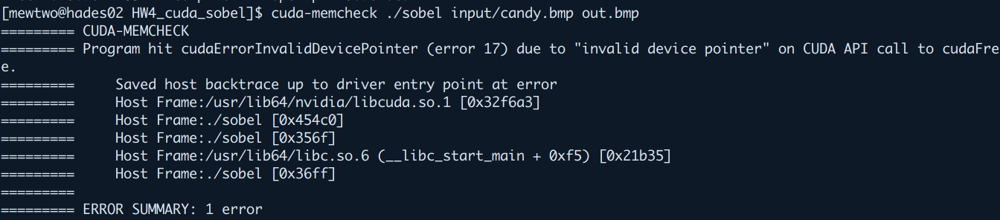 [mewtwo@hades02 HW4_cuda_sobel]$ cuda-memcheck ./sobel input/candy.bmp out.bmp
========= CUDA-MEMCHECK
========= Program hit cudaErrorInvalidDevicePointer (error 17) due to "invalid device pointer" on CUDA API call to cudaFre
e.
=========     Saved host backtrace up to driver entry point at error
=========     Host Frame:/usr/lib64/nvidia/libcuda.so.1 [0x32f6a3]
=========     Host Frame:./sobel [0x454c0]
=========     Host Frame:./sobel [0x356f]
=========     Host Frame:/usr/lib64/libc.so.6 (__libc_start_main + 0xf5) [0x21b35]
=========     Host Frame:./sobel [0x36ff]
=========
========= ERROR SUMMARY: 1 error